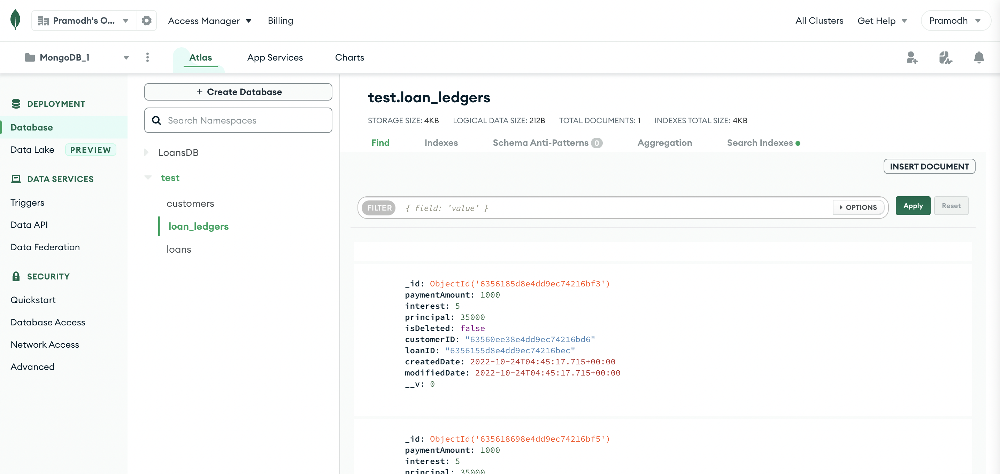 Pramodh's O...
Access Manager
Billing
All Clusters
Get Help
Pramodh
MongoDB_1
Atlas
App Services
Charts
DEPLOYMENT
Database
Data Lake PREVIEW
DATA SERVICES
Triggers
Data API
Data Federation
SECURITY
Quickstart
Database Access
Network Access
Advanced
+ Create Database
Search Namespaces
LoansDB
test
customers
loan_ledgers
loans
test.loan_ledgers
STORAGE SIZE: 4KB LOGICAL DATA SIZE: 212B TOTAL DOCUMENTS: 1 INDEXES TOTAL SIZE: 4KB
Find Indexes Schema Anti-Patterns 0 Aggregation Search Indexes
INSERT DOCUMENT
FILTER { field: 'value' } OPTIONS Apply Reset
_id: ObjectId('6356185d8e4dd9ec74216bf3')
paymentAmount: 1000
interest: 5
principal: 35000
isDeleted: false
customerID: "63560ee38e4dd9ec74216bd6"
loanID: "6356155d8e4dd9ec74216bec"
createdDate: 2022-10-24T04:45:17.715+00:00
modifiedDate: 2022-10-24T04:45:17.715+00:00
__v: 0
_id: ObjectId('635618698e4dd9ec74216bf5')
paymentAmount: 1000
interest: 5
principal: 35000